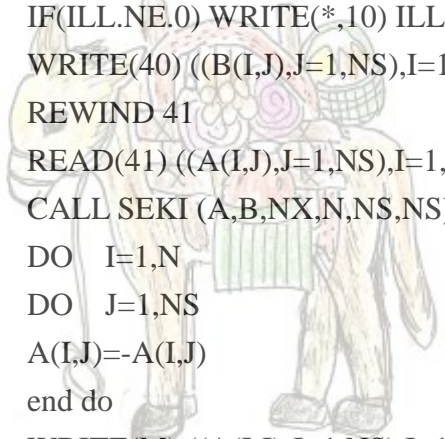 IF(ILL.NE.0) WRITE(*,10) ILL
WRITE(40) ((B(I,J),J=1,NS),I=1
REWIND 41
READ(41) ((A(I,J),J=1,NS),I=1,
CALL SEKI (A,B,NX,N,NS,NS)
DO I=1,N
DO J=1,NS
A(I,J)=-A(I,J)
end do